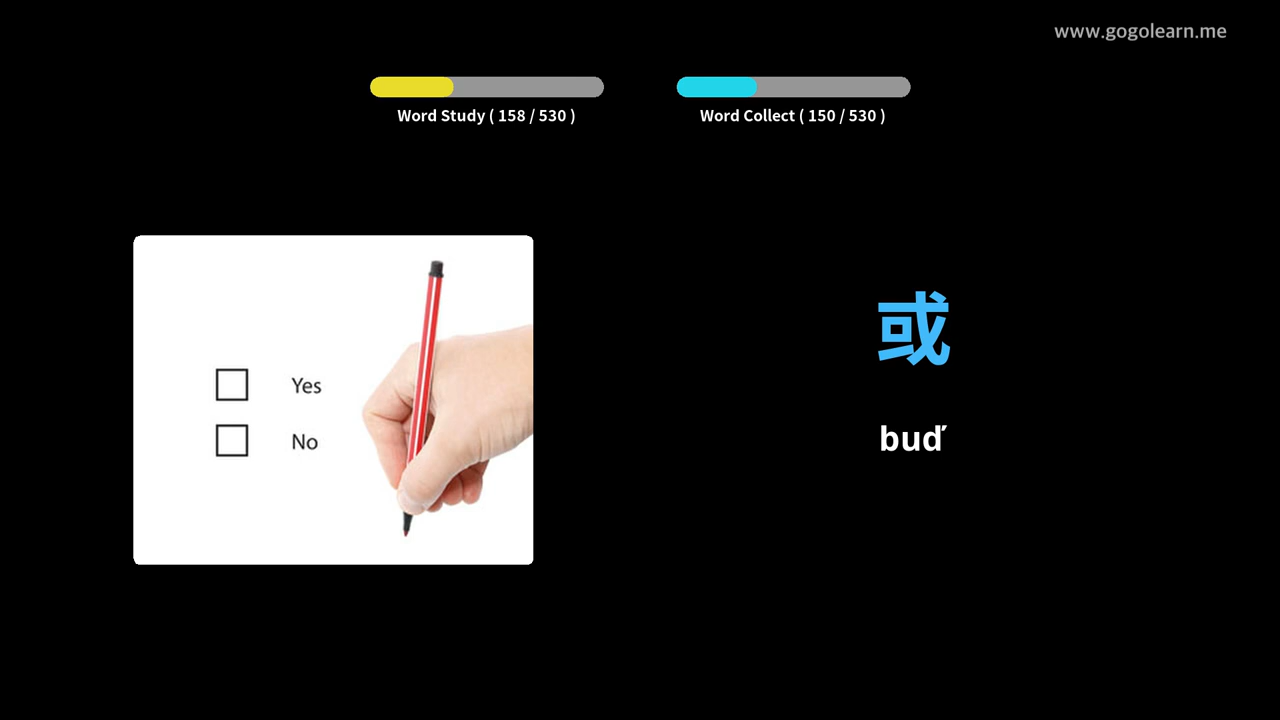 www.gogolearn.me
Word Study ( 158 / 530 )
Word Collect ( 150 / 530 )
Yes
No
或
buď